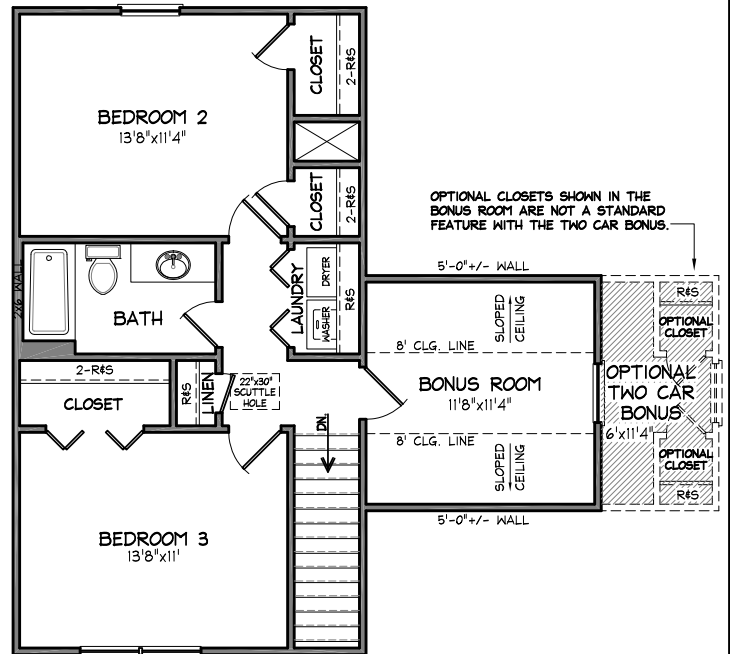 BEDROOM 2
13'8"x11'4"
CLOSET
2-R&S
CLOSET
2-R&S
OPTIONAL CLOSETS SHOWN IN THE
BONUS ROOM ARE NOT A STANDARD
FEATURE WITH THE TWO CAR BONUS.
2X6 WALL
BATH
LAUNDRY
DRYER
WASHER
R&S
5'-0"+/- WALL
SLOPED
CEILING
8' CLG. LINE
BONUS ROOM
11'8"x11'4"
8' CLG. LINE
SLOPED
CEILING
5'-0"+/- WALL
R&S
OPTIONAL
CLOSET
OPTIONAL
TWO CAR
BONUS
6'x11'4"
OPTIONAL
CLOSET
R&S
2-R&S
CLOSET
R&S
LINEN
22"x30"
SCUTTLE
HOLE
DN.
BEDROOM 3
13'8"x11'